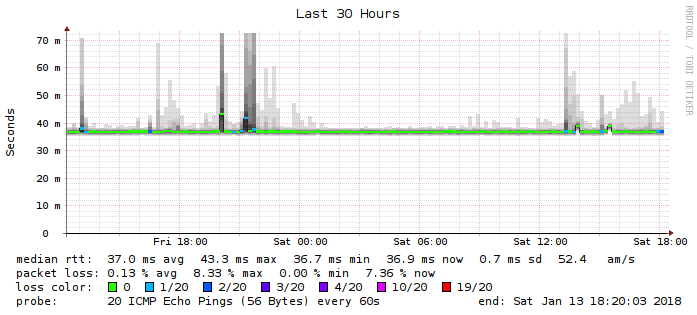 Last 30 Hours
RRDTOOL / TOBI OETIKER
Seconds
70 m
60 m
50 m
40 m
30 m
20 m
10 m
0
Fri 18:00 Sat 00:00 Sat 06:00 Sat 12:00 Sat 18:00
median rtt: 37.0 ms avg 43.3 ms max 36.7 ms min 36.9 ms now 0.7 ms sd 52.4 am/s
packet loss: 0.13 % avg 8.33 % max 0.00 % min 7.36 % now
loss color: 0 1/20 2/20 3/20 4/20 10/20 19/20
probe: 20 ICMP Echo Pings (56 Bytes) every 60s end: Sat Jan 13 18:20:03 2018